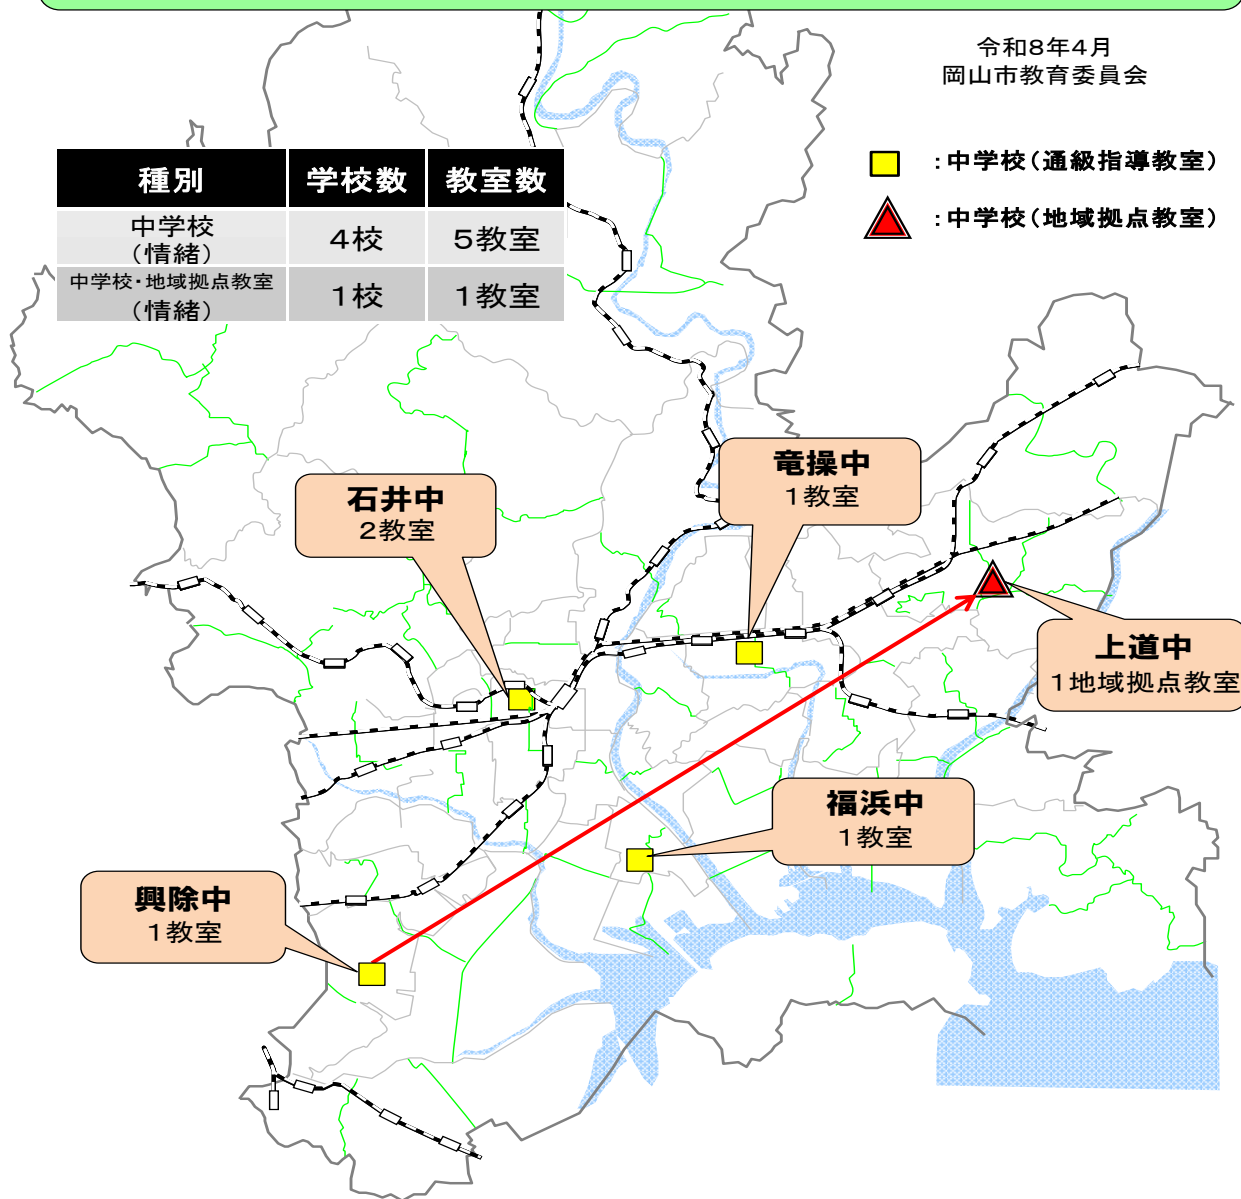 令和8年4月
岡山市教育委員会
:中学校(通級指導教室)
:中学校(地域拠点教室)
種別 学校数 教室数
中学校
(情緒) 4校 5教室
中学校・地域拠点教室
(情緒) 1校 1教室
竜操中
1教室
石井中
2教室
上道中
1地域拠点教室
福浜中
1教室
興除中
1教室